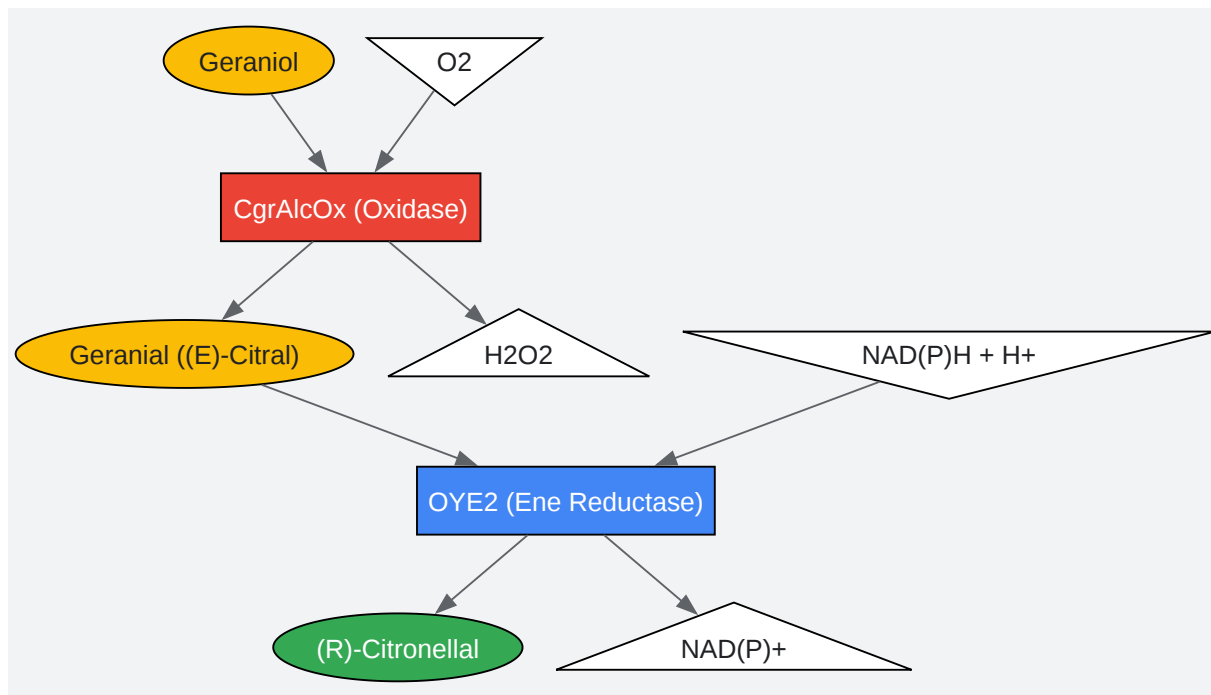 Geraniol
O2
CgrAlcOx (Oxidase)
Geranial ((E)-Citral)
H2O2
NAD(P)H + H+
OYE2 (Ene Reductase)
(R)-Citronellal
NAD(P)+